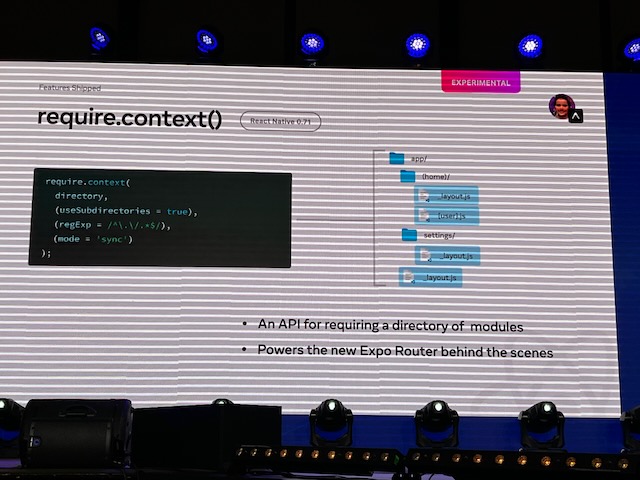 Features Shipped
EXPERIMENTAL
require.context()
React Native 0.71
require.context(
directory,
(useSubdirectories = true),
(regExp = /^\.\/.*$/),
(mode = 'sync')
);
app/
(home)/
_layout.js
[user].js
settings/
_layout.js
_layout.js
• An API for requiring a directory of modules
• Powers the new Expo Router behind the scenes